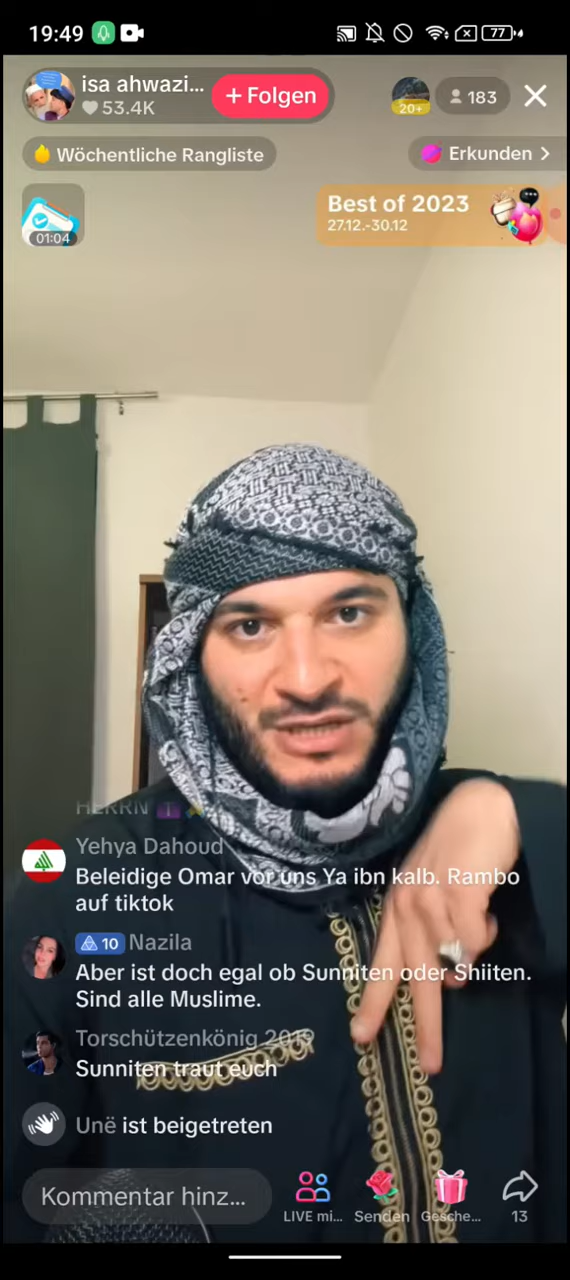 19:49
77
isa ahwazi...
53.4K
+ Folgen
20+
183
Wöchentliche Rangliste
Erkunden
01:04
Best of 2023
27.12.-30.12
HERRN
Yehya Dahoud
Beleidige Omar vor uns Ya ibn kalb. Rambo
auf tiktok
10 Nazila
Aber ist doch egal ob Sunniten oder Shiiten.
Sind alle Muslime.
Torschützenkönig 2019
Sunniten traut euch
Unë ist beigetreten
Kommentar hinz...
LIVE mi...
Senden
Gesche...
13